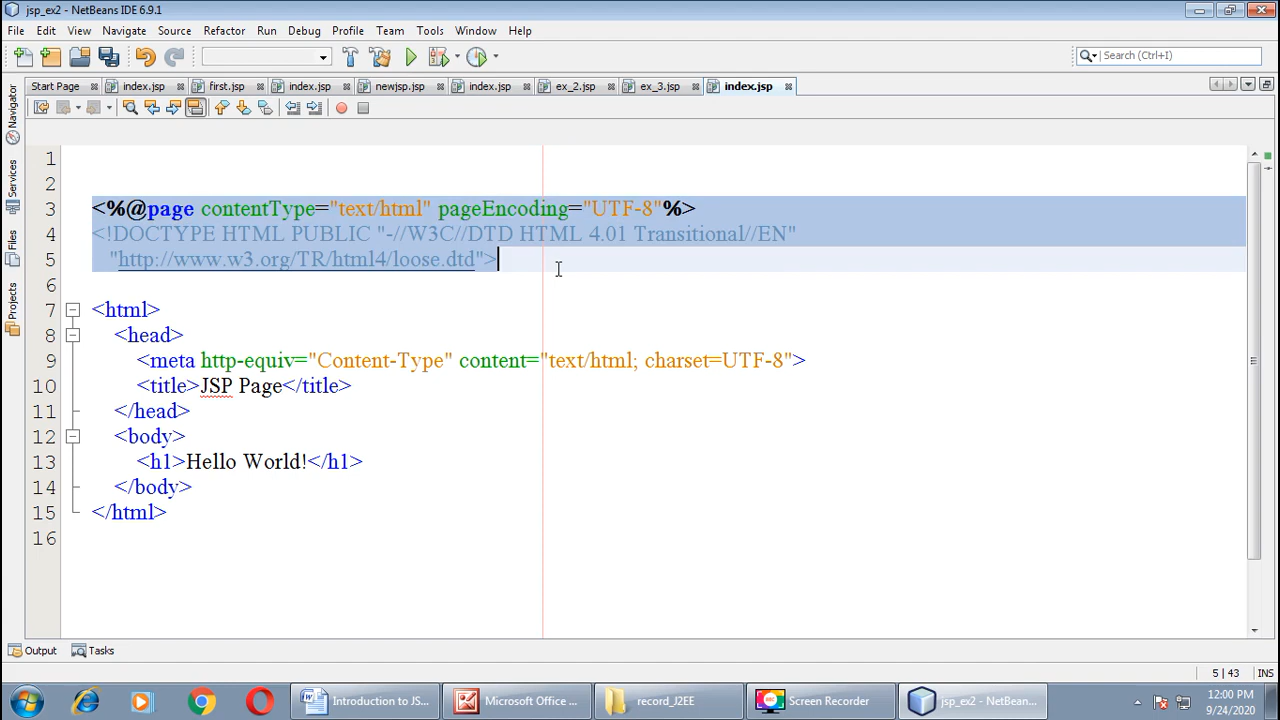 jsp_ex2 - NetBeans IDE 6.9.1
File Edit View Navigate Source Refactor Run Debug Profile Team Tools Window Help
Search (Ctrl+I)
Start Page index.jsp first.jsp index.jsp newjsp.jsp index.jsp ex_2.jsp ex_3.jsp index.jsp
Navigator
Services
Files
Projects
1
2
3 <%@page contentType="text/html" pageEncoding="UTF-8"%>
4 <!DOCTYPE HTML PUBLIC "-//W3C//DTD HTML 4.01 Transitional//EN"
5 "http://www.w3.org/TR/html4/loose.dtd">
6
7 <html>
8 <head>
9 <meta http-equiv="Content-Type" content="text/html; charset=UTF-8">
10 <title>JSP Page</title>
11 </head>
12 <body>
13 <h1>Hello World!</h1>
14 </body>
15 </html>
16
Output Tasks
5 | 43 INS
Introduction to JS... Microsoft Office ... record_J2EE Screen Recorder jsp_ex2 - NetBean...
12:00 PM
9/24/2020